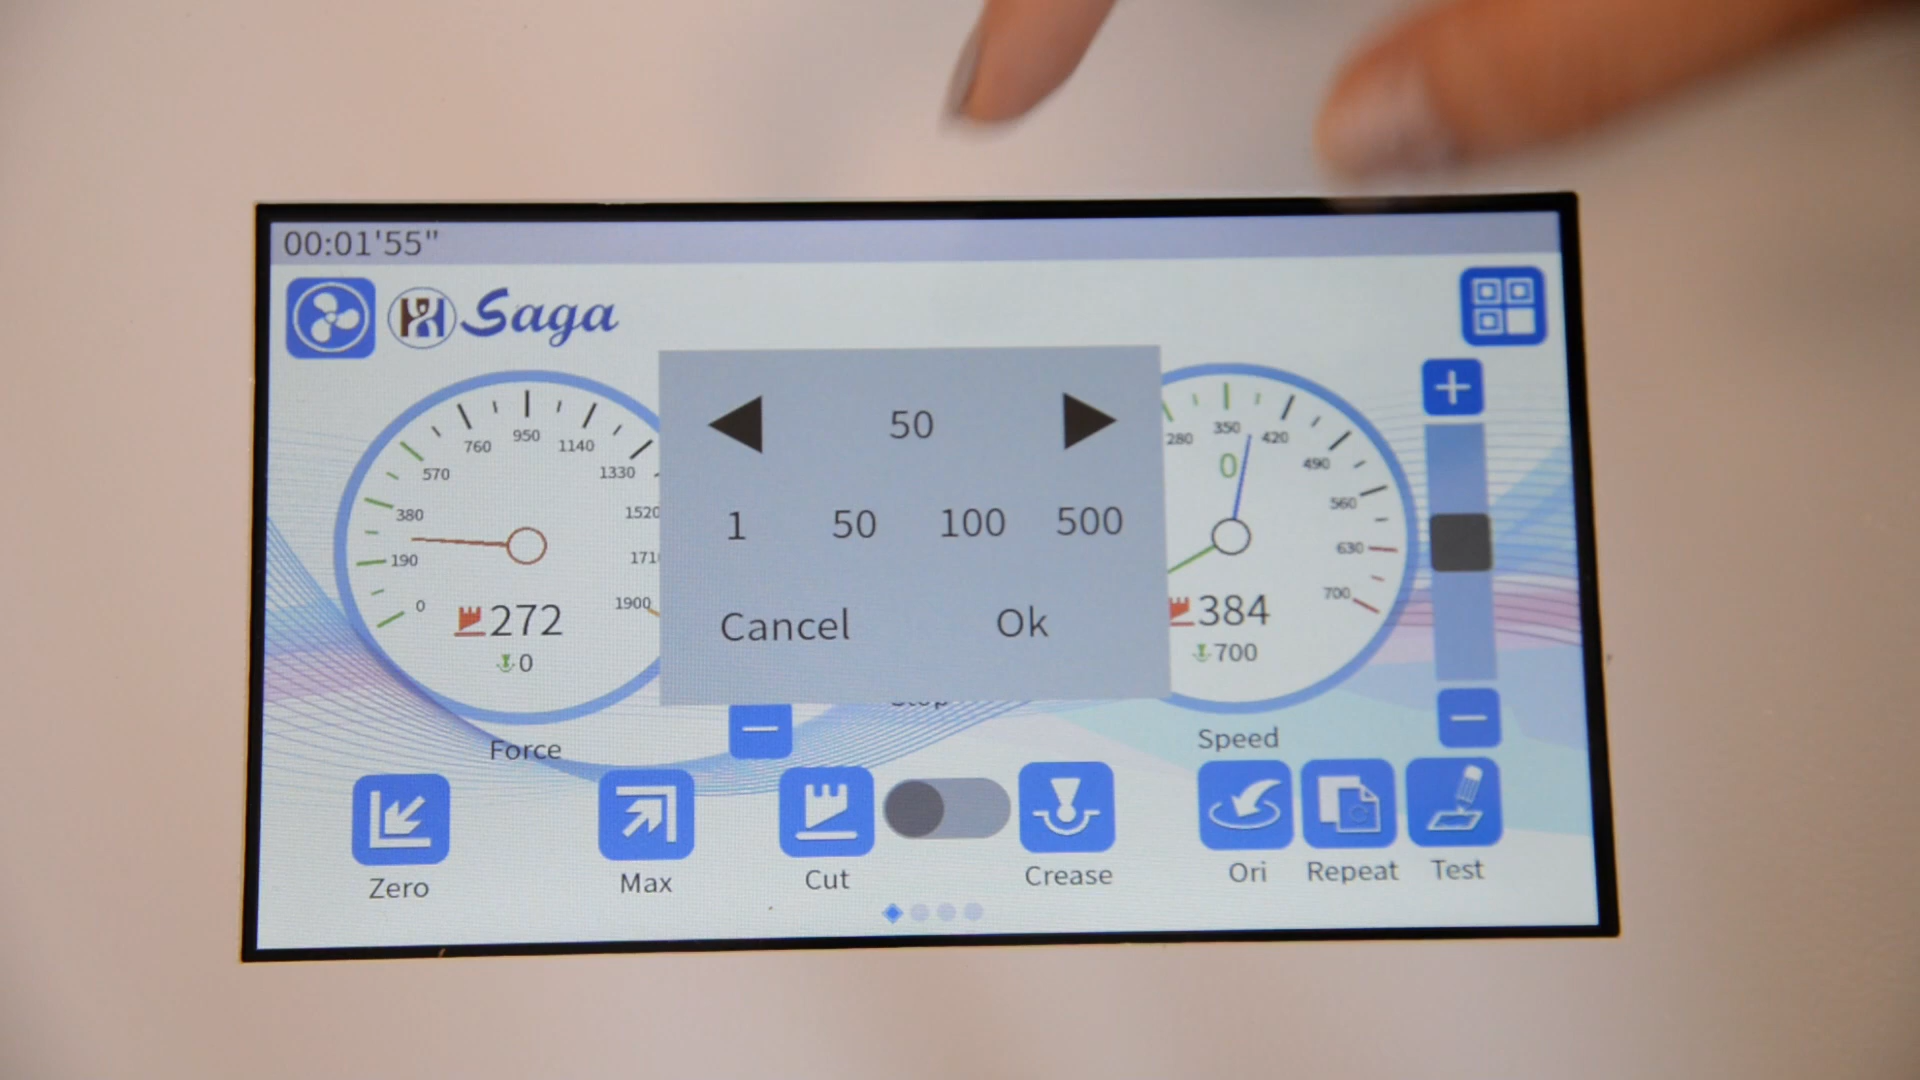 00:01'55"
Saga
50
1 50 100 500
Cancel Ok
0 190 380 570 760 950 1140 1330 1520 1900
272
0
Force
280 350 420 490 560 630 700
0
384
700
Speed
Zero
Max
Cut
Crease
Ori
Repeat
Test